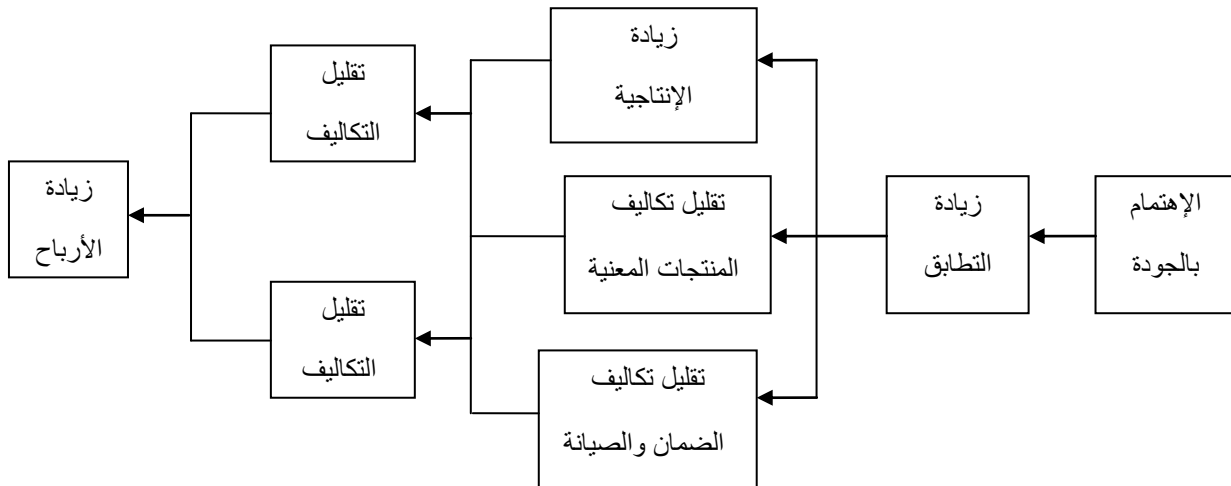 الإهتمام
بالجودة
زيادة
التطابق
زيادة
الإنتاجية
تقليل تكاليف
المنتجات المعنية
تقليل تكاليف
الضمان والصيانة
تقليل
التكاليف
تقليل
التكاليف
زيادة
الأرباح